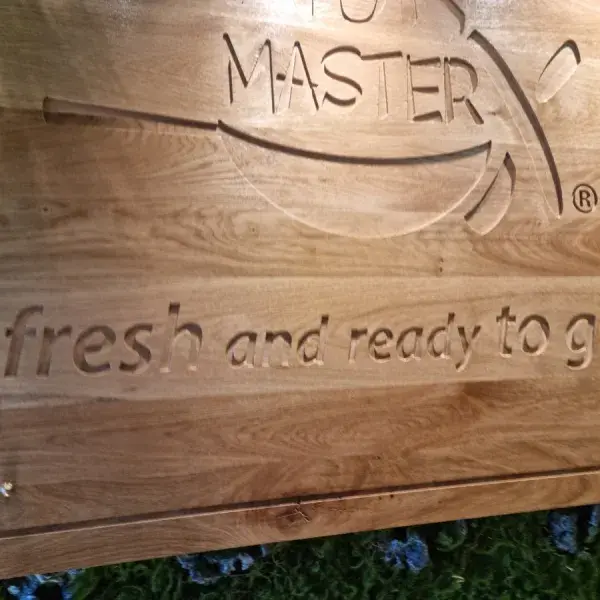 MASTER
®
fresh and ready to g